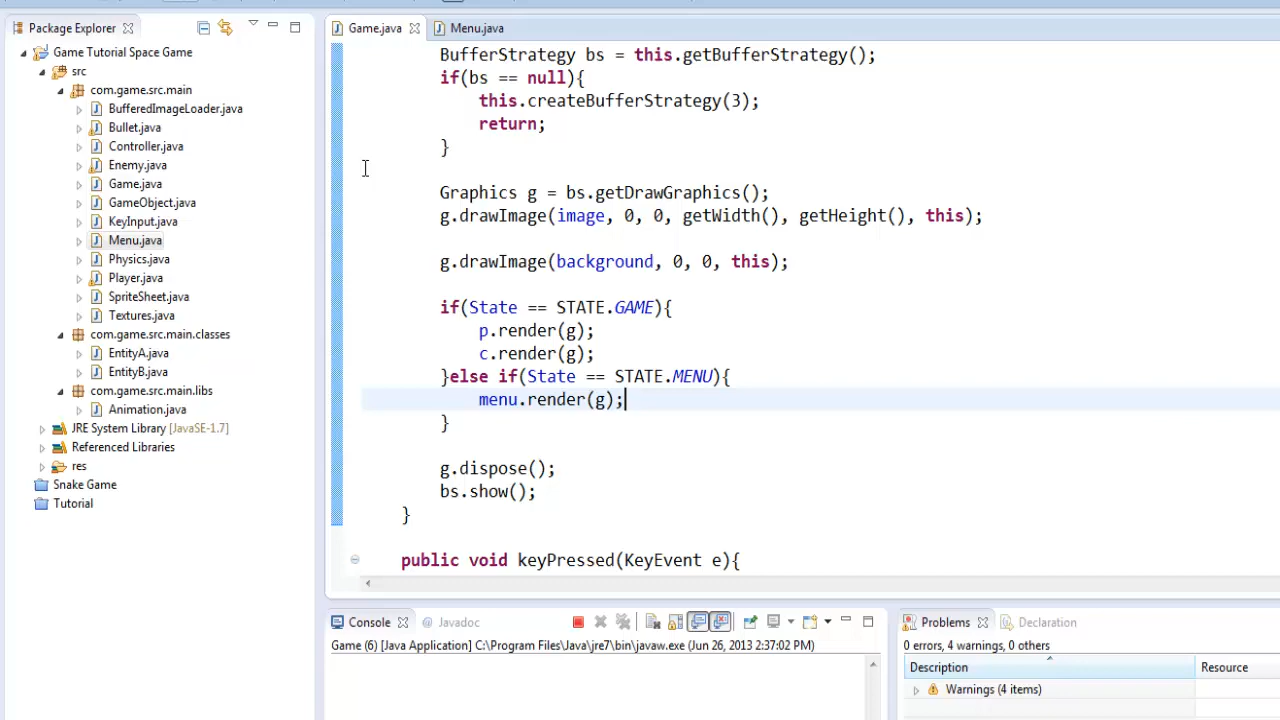 Package Explorer
Game.java
Menu.java
Game Tutorial Space Game
src
com.game.src.main
BufferedImageLoader.java
Bullet.java
Controller.java
Enemy.java
Game.java
GameObject.java
KeyInput.java
Menu.java
Physics.java
Player.java
SpriteSheet.java
Textures.java
com.game.src.main.classes
EntityA.java
EntityB.java
com.game.src.main.libs
Animation.java
JRE System Library [JavaSE-1.7]
Referenced Libraries
res
Snake Game
Tutorial
BufferStrategy bs = this.getBufferStrategy();
if(bs == null){
this.createBufferStrategy(3);
return;
}
Graphics g = bs.getDrawGraphics();
g.drawImage(image, 0, 0, getWidth(), getHeight(), this);
g.drawImage(background, 0, 0, this);
if(State == STATE.GAME){
p.render(g);
c.render(g);
}else if(State == STATE.MENU){
menu.render(g);
}
g.dispose();
bs.show();
}
public void keyPressed(KeyEvent e){
Console
Javadoc
Game (6) [Java Application] C:\Program Files\Java\jre7\bin\javaw.exe (Jun 26, 2013 2:37:02 PM)
Problems
Declaration
0 errors, 4 warnings, 0 others
Description
Resource
Warnings (4 items)